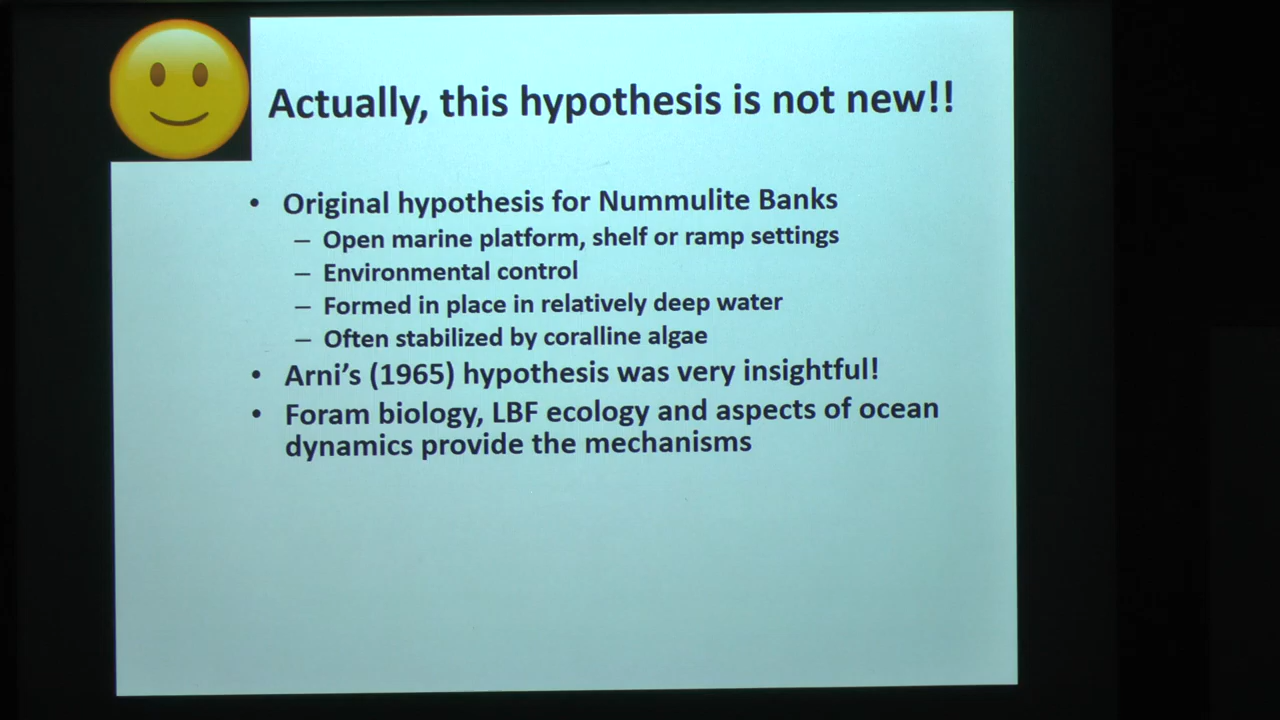 Actually, this hypothesis is not new!!
• Original hypothesis for Nummulite Banks
– Open marine platform, shelf or ramp settings
– Environmental control
– Formed in place in relatively deep water
– Often stabilized by coralline algae
• Arni's (1965) hypothesis was very insightful!
• Foram biology, LBF ecology and aspects of ocean
dynamics provide the mechanisms